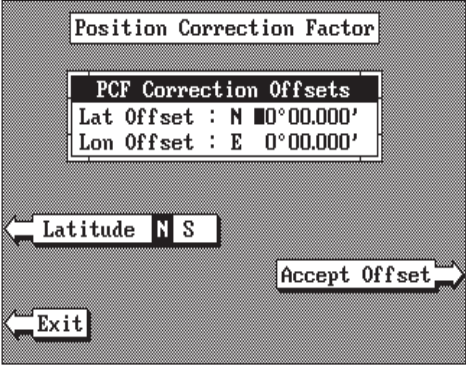 Position Correction Factor
PCF Correction Offsets
Lat Offset : N 0°00.000'
Lon Offset : E 0°00.000'
Latitude N S
Accept Offset
Exit